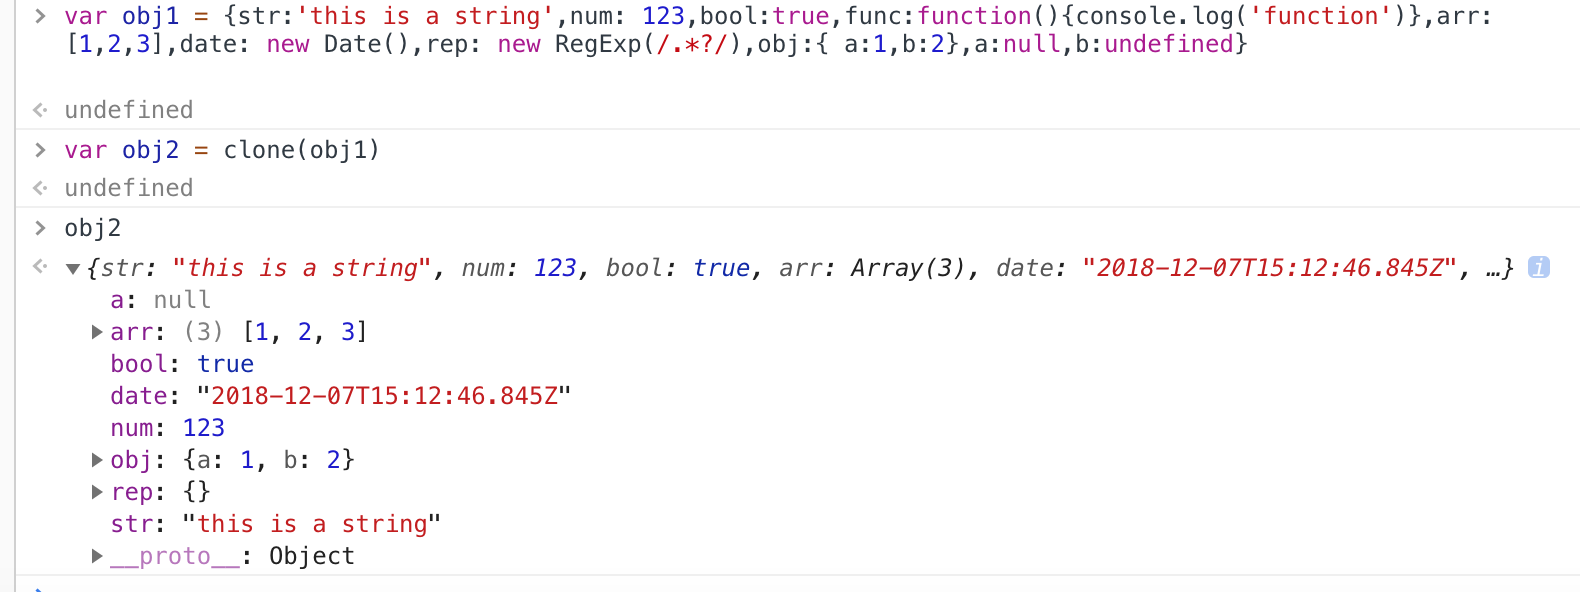 > var obj1 = {str:'this is a string',num: 123,bool:true,func:function(){console.log('function')},arr:
[1,2,3],date: new Date(),rep: new RegExp(/.*?/),obj:{ a:1,b:2},a:null,b:undefined}
undefined
> var obj2 = clone(obj1)
undefined
> obj2
▼{str: "this is a string", num: 123, bool: true, arr: Array(3), date: "2018-12-07T15:12:46.845Z", …} i
a: null
▶arr: (3) [1, 2, 3]
bool: true
date: "2018-12-07T15:12:46.845Z"
num: 123
▶obj: {a: 1, b: 2}
▶rep: {}
str: "this is a string"
▶__proto__: Object